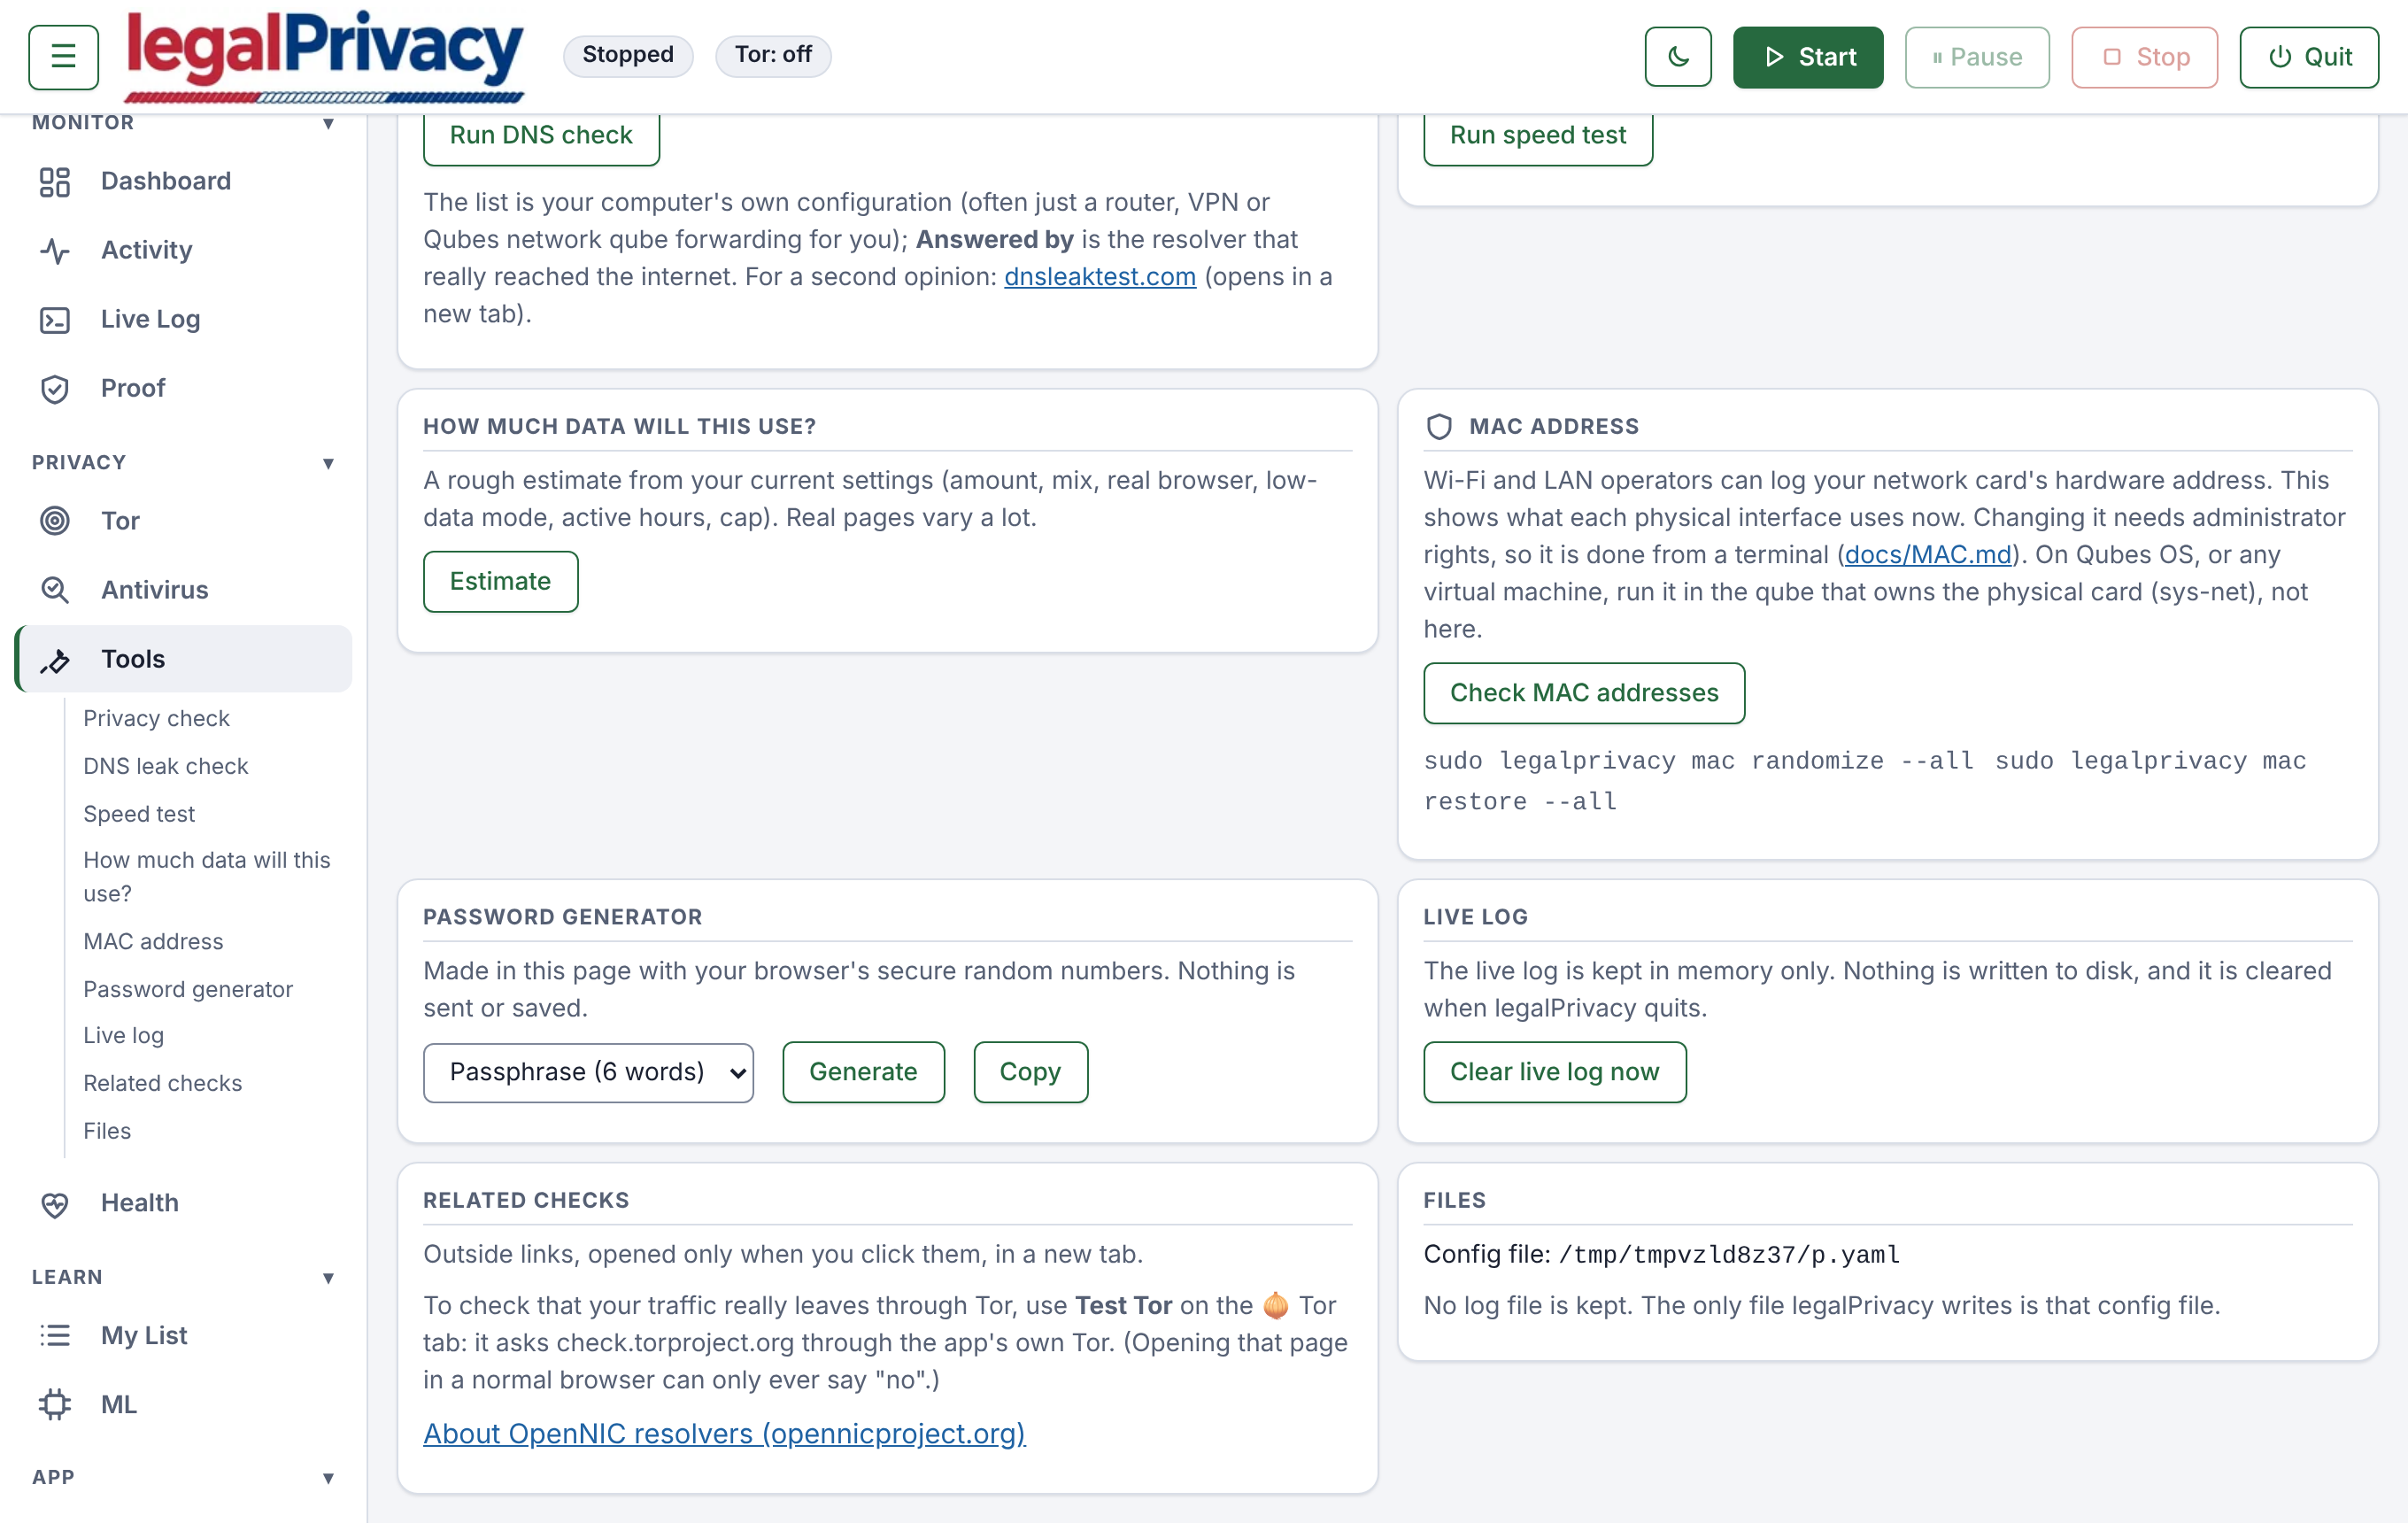 ☰
legalPrivacy
Stopped
Tor: off
Start
Pause
Stop
Quit
MONITOR
Dashboard
Activity
Live Log
Proof
PRIVACY
Tor
Antivirus
Tools
Privacy check
DNS leak check
Speed test
How much data will this
use?
MAC address
Password generator
Live log
Related checks
Files
Health
LEARN
My List
ML
APP
Run DNS check
The list is your computer's own configuration (often just a router, VPN or
Qubes network qube forwarding for you); Answered by is the resolver that
really reached the internet. For a second opinion: dnsleaktest.com (opens in a
new tab).
Run speed test
HOW MUCH DATA WILL THIS USE?
A rough estimate from your current settings (amount, mix, real browser, low-
data mode, active hours, cap). Real pages vary a lot.
Estimate
MAC ADDRESS
Wi-Fi and LAN operators can log your network card's hardware address. This
shows what each physical interface uses now. Changing it needs administrator
rights, so it is done from a terminal (docs/MAC.md). On Qubes OS, or any
virtual machine, run it in the qube that owns the physical card (sys-net), not
here.
Check MAC addresses
sudo legalprivacy mac randomize --all sudo legalprivacy mac
restore --all
PASSWORD GENERATOR
Made in this page with your browser's secure random numbers. Nothing is
sent or saved.
Passphrase (6 words)
Generate
Copy
LIVE LOG
The live log is kept in memory only. Nothing is written to disk, and it is cleared
when legalPrivacy quits.
Clear live log now
RELATED CHECKS
Outside links, opened only when you click them, in a new tab.
To check that your traffic really leaves through Tor, use Test Tor on the 🧅 Tor
tab: it asks check.torproject.org through the app's own Tor. (Opening that page
in a normal browser can only ever say "no".)
About OpenNIC resolvers (opennicproject.org)
FILES
Config file: /tmp/tmpvzld8z37/p.yaml
No log file is kept. The only file legalPrivacy writes is that config file.